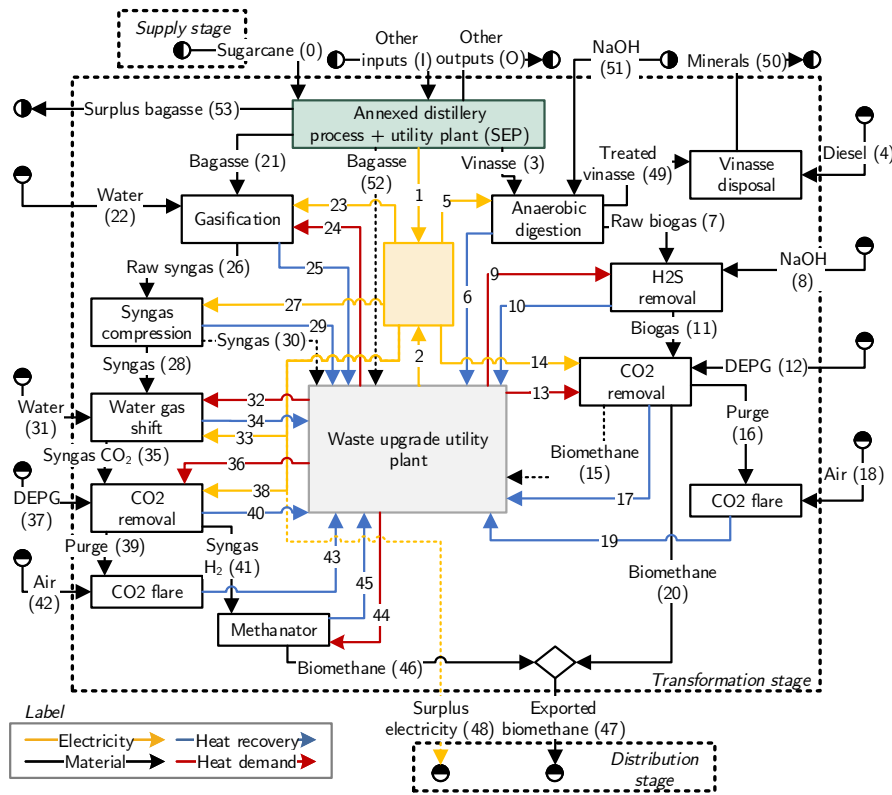 Supply stage
Sugarcane (0)
Other
inputs (I)
Other
outputs (O)
NaOH
(51)
Minerals (50)
Surplus bagasse (53)
Annexed distillery
process + utility plant (SEP)
Diesel (4)
Bagasse (21)
Bagasse
(52)
Vinasse (3)
Treated
vinasse (49)
Vinasse
disposal
Water
(22)
Gasification
23
24
25
1
5
Anaerobic
digestion
Raw biogas (7)
NaOH
(8)
Raw syngas (26)
27
6
9
10
H2S
removal
Syngas
compression
29
Syngas (30)
2
Biogas (11)
14
DEPG (12)
Syngas (28)
CO2
removal
Water
(31)
Water gas
shift
32
34
33
13
Waste upgrade utility
plant
Purge
(16)
Biomethane
(15)
Syngas CO₂ (35)
36
Air (18)
DEPG
(37)
CO2
removal
38
40
17
CO2 flare
Purge (39)
Syngas
H₂ (41)
43
45
44
19
Air
(42)
CO2 flare
Biomethane
(20)
Methanator
Biomethane (46)
Transformation stage
Surplus
electricity (48)
Exported
biomethane (47)
Label
Electricity
Heat recovery
Material
Heat demand
Distribution
stage